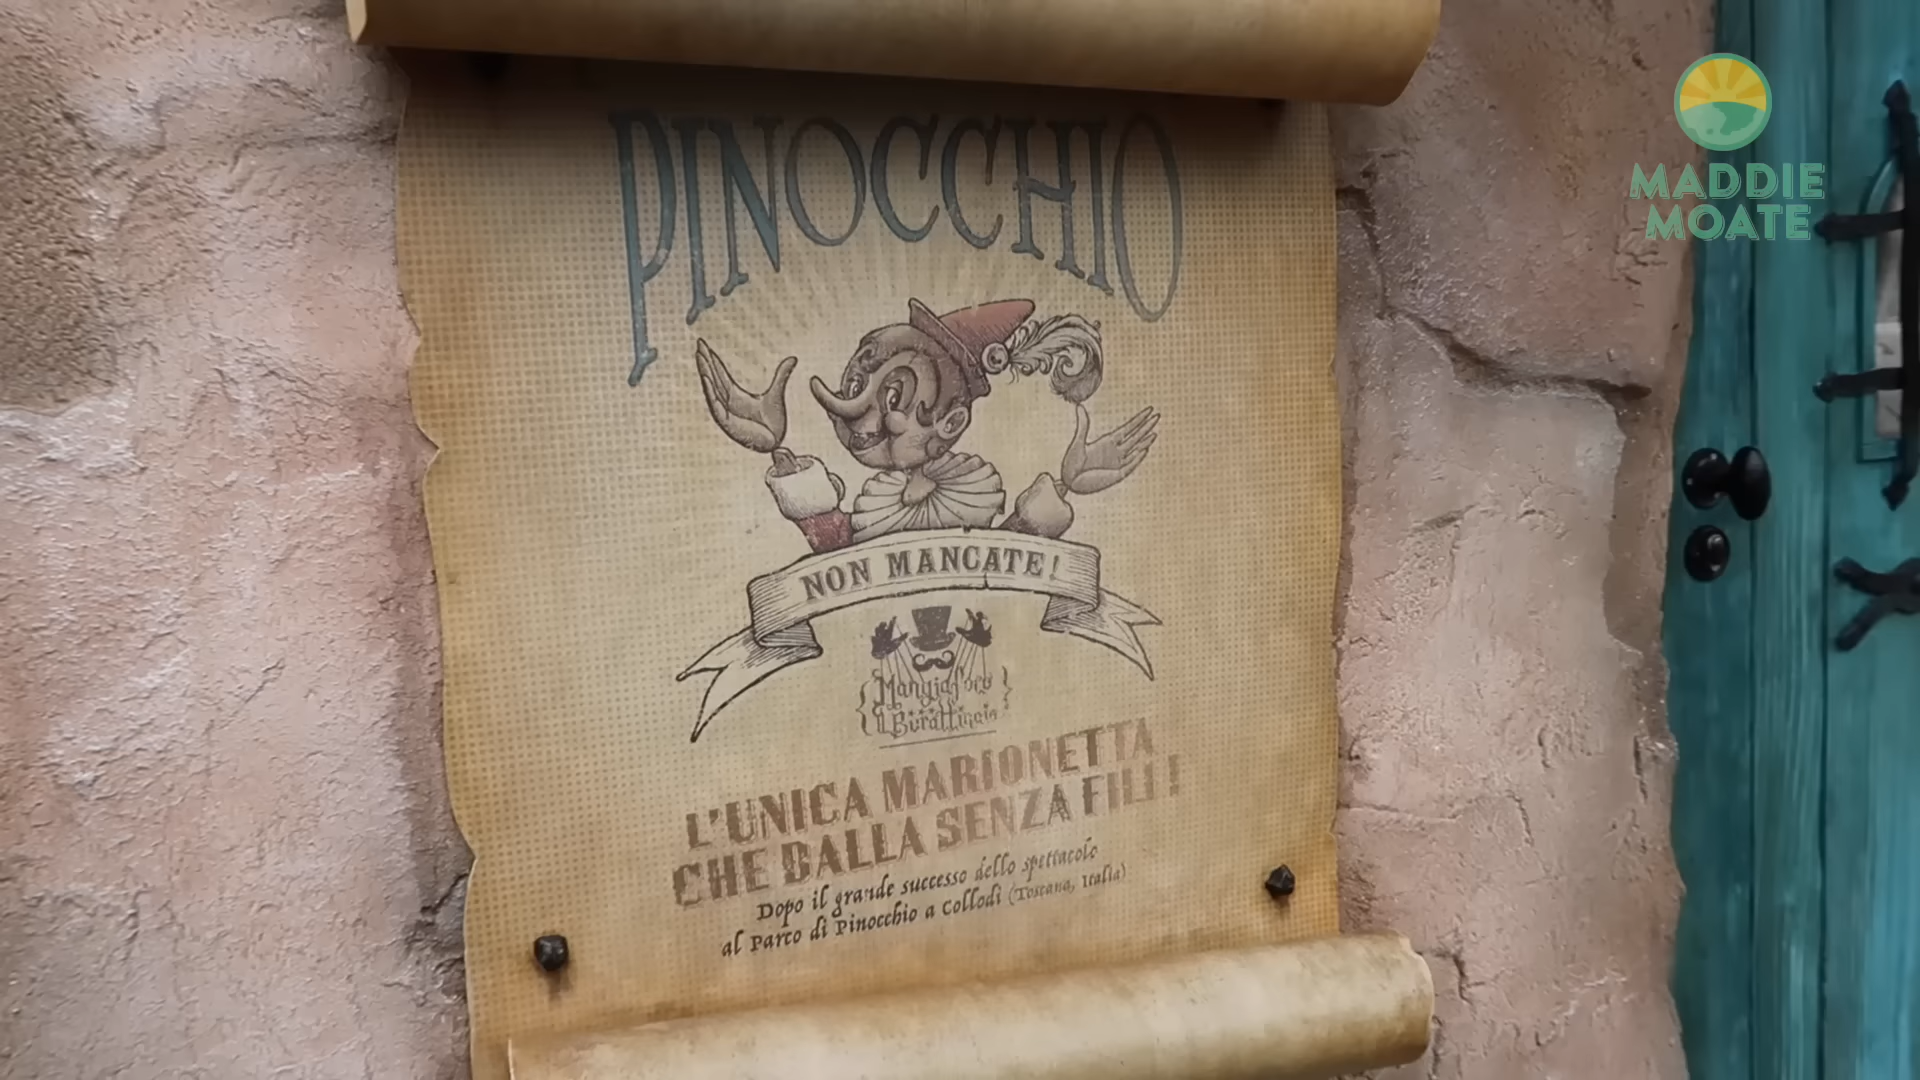 PINOCCHIO
NON MANCATE!
Mangiafoco
il Burattinaio
L'UNICA MARIONETTA
CHE BALLA SENZA FILI!
Dopo il grande successo dello spettacolo
al Parco di Pinocchio a Collodi (Toscana, Italia)
MADDIE
MOATE